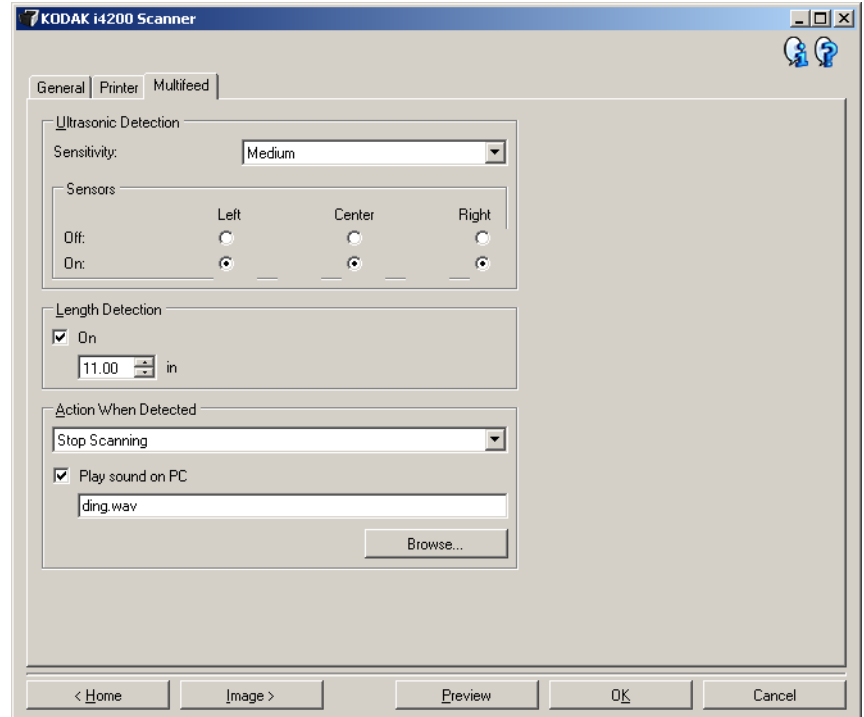 KODAK i4200 Scanner
General Printer Multifeed
Ultrasonic Detection
Sensitivity: Medium
Sensors
Left Center Right
Off:
On:
Length Detection
On
11.00 in
Action When Detected
Stop Scanning
Play sound on PC
ding.wav
Browse...
< Home Image > Preview OK Cancel